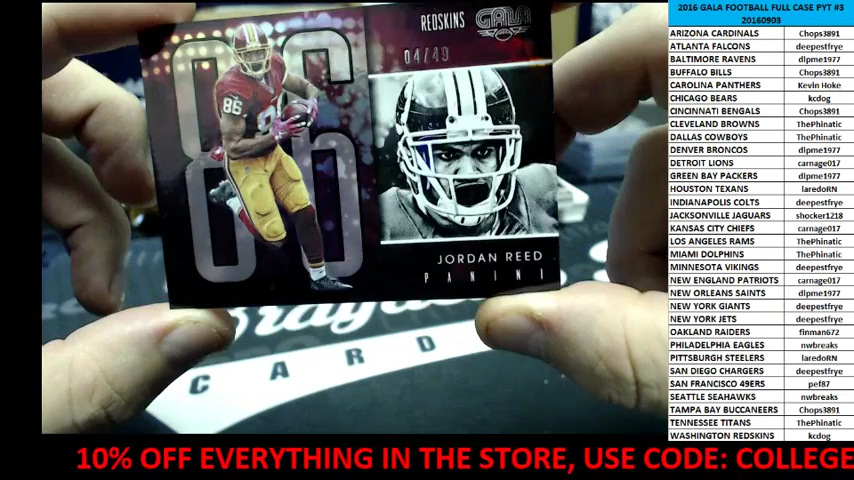 REDSKINS GALA
04/49
86
86
JORDAN REED
PANINI
CARD
2016 GALA FOOTBALL FULL CASE PYT #3
20160903
ARIZONA CARDINALS Chops3891
ATLANTA FALCONS deepestfrye
BALTIMORE RAVENS dlpme1977
BUFFALO BILLS Chops3891
CAROLINA PANTHERS Kevin Hoke
CHICAGO BEARS kcdog
CINCINNATI BENGALS Chops3891
CLEVELAND BROWNS ThePhinatic
DALLAS COWBOYS ThePhinatic
DENVER BRONCOS dlpme1977
DETROIT LIONS carnage017
GREEN BAY PACKERS dlpme1977
HOUSTON TEXANS laredoRN
INDIANAPOLIS COLTS deepestfrye
JACKSONVILLE JAGUARS shocker1218
KANSAS CITY CHIEFS carnage017
LOS ANGELES RAMS ThePhinatic
MIAMI DOLPHINS ThePhinatic
MINNESOTA VIKINGS deepestfrye
NEW ENGLAND PATRIOTS carnage017
NEW ORLEANS SAINTS dlpme1977
NEW YORK GIANTS deepestfrye
NEW YORK JETS deepestfrye
OAKLAND RAIDERS finman672
PHILADELPHIA EAGLES nwbreaks
PITTSBURGH STEELERS laredoRN
SAN DIEGO CHARGERS deepestfrye
SAN FRANCISCO 49ERS pef87
SEATTLE SEAHAWKS nwbreaks
TAMPA BAY BUCCANEERS Chops3891
TENNESSEE TITANS ThePhinatic
WASHINGTON REDSKINS kcdog
10% OFF EVERYTHING IN THE STORE, USE CODE: COLLEGE